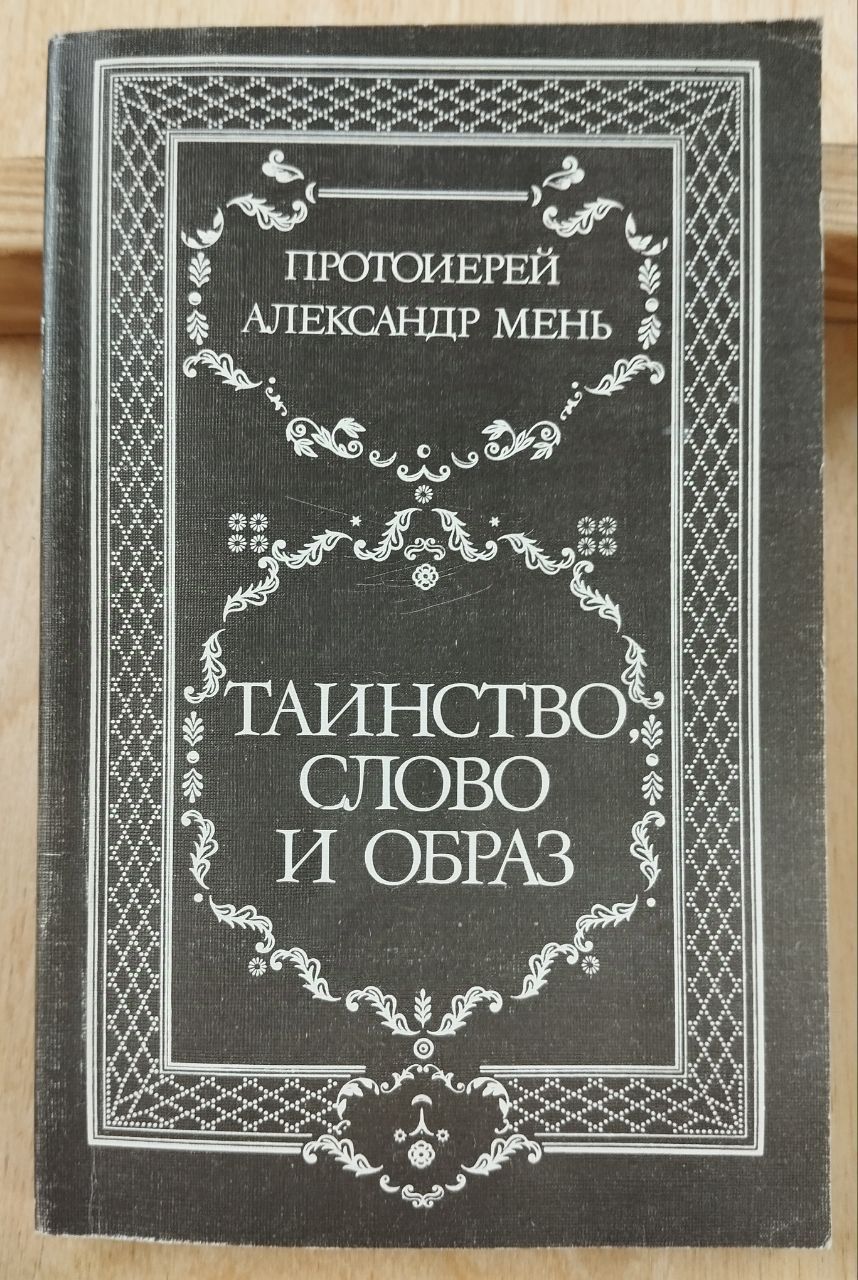 ПРОТОИЕРЕЙ
АЛЕКСАНДР МЕНЬ
ТАИНСТВО,
СЛОВО
И ОБРАЗ